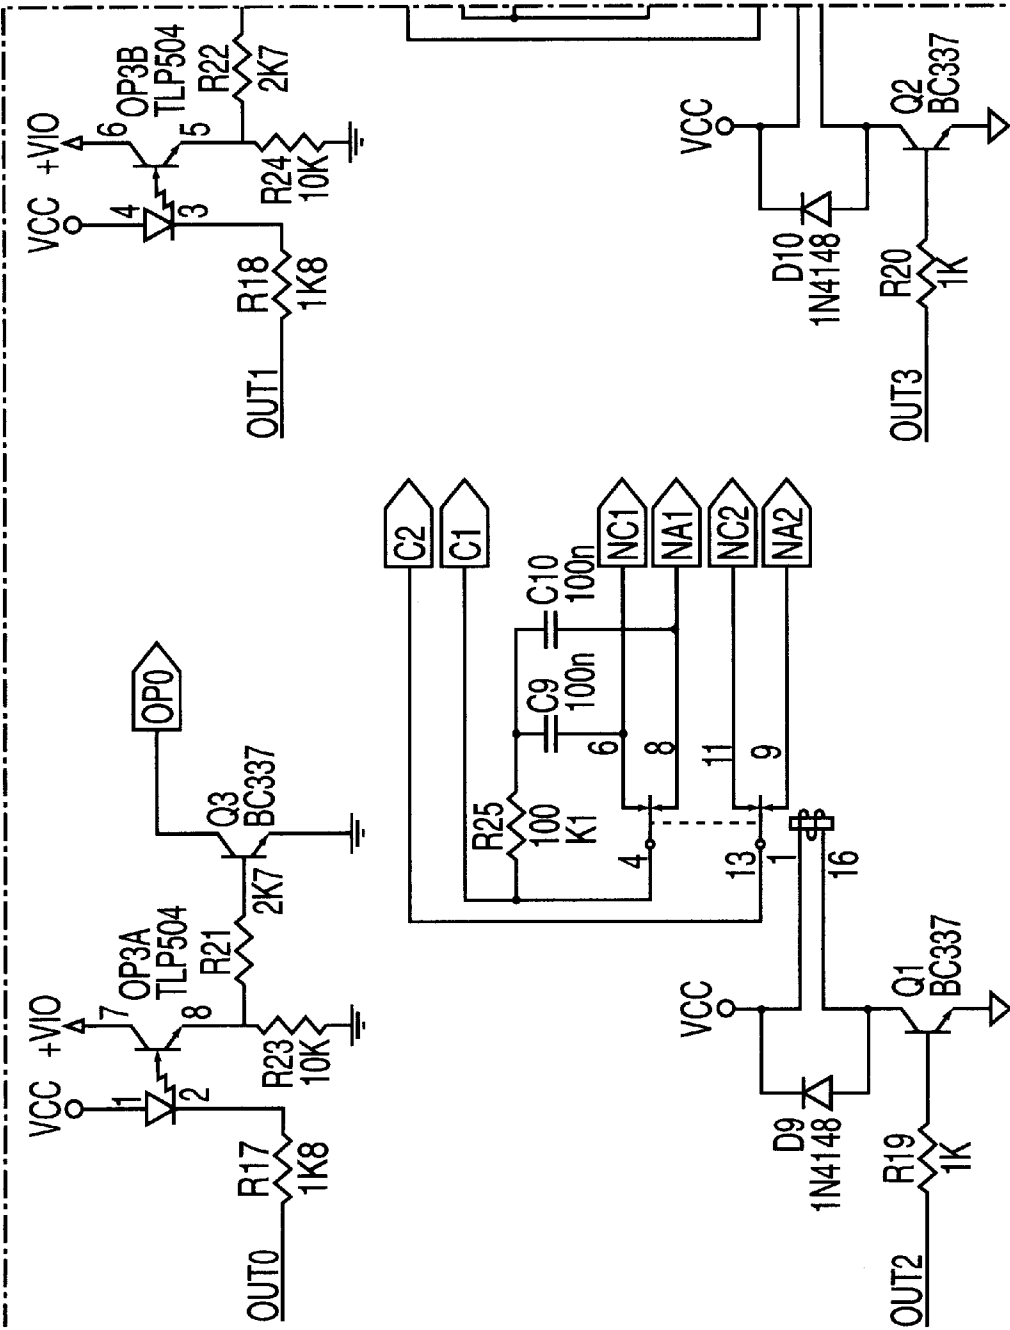 VCC
+VIO
OP3A
TLP504
1
7
2
8
R17
1K8
OUT0
R23
10K
R21
2K7
Q3
BC337
OP0
VCC
+VIO
OP3B
TLP504
4
6
3
5
R18
1K8
OUT1
R24
10K
R22
2K7
C2
C1
NC1
NA1
NC2
NA2
R25
100
K1
C9
100n
C10
100n
4
6
8
13
11
9
1
16
VCC
D9
1N4148
Q1
BC337
R19
1K
OUT2
VCC
D10
1N4148
Q2
BC337
R20
1K
OUT3